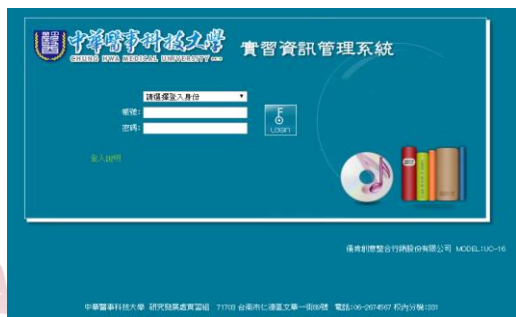 中華醫事科技大學 實習資訊管理系統
CHUNG HWA MEDICAL UNIVERSITY
請選擇登入身份
帳號:
密碼:
LOGIN
登入說明
優肯創意整合行銷股份有限公司 MODEL:UO-16
中華醫事科技大學 研究發展處實習組 71703 台南市仁德區文華一街89號 電話:06-2674567 校內分機: